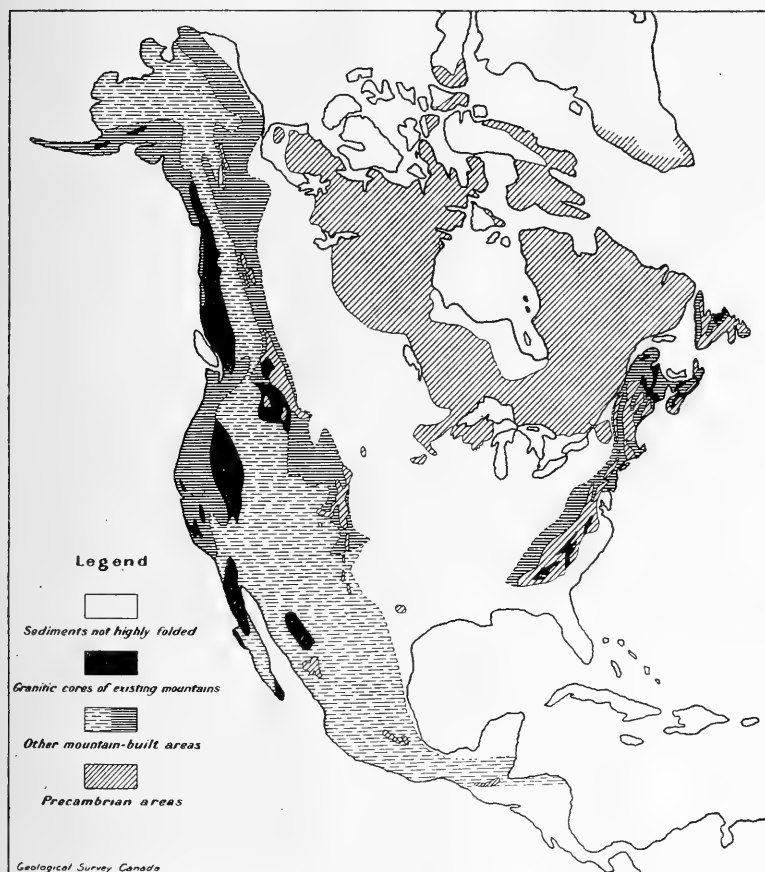 Legend
Sediments not highly folded
Granitic cores of existing mountains
Other mountain-built areas
Precambrian areas
Geological Survey Canada